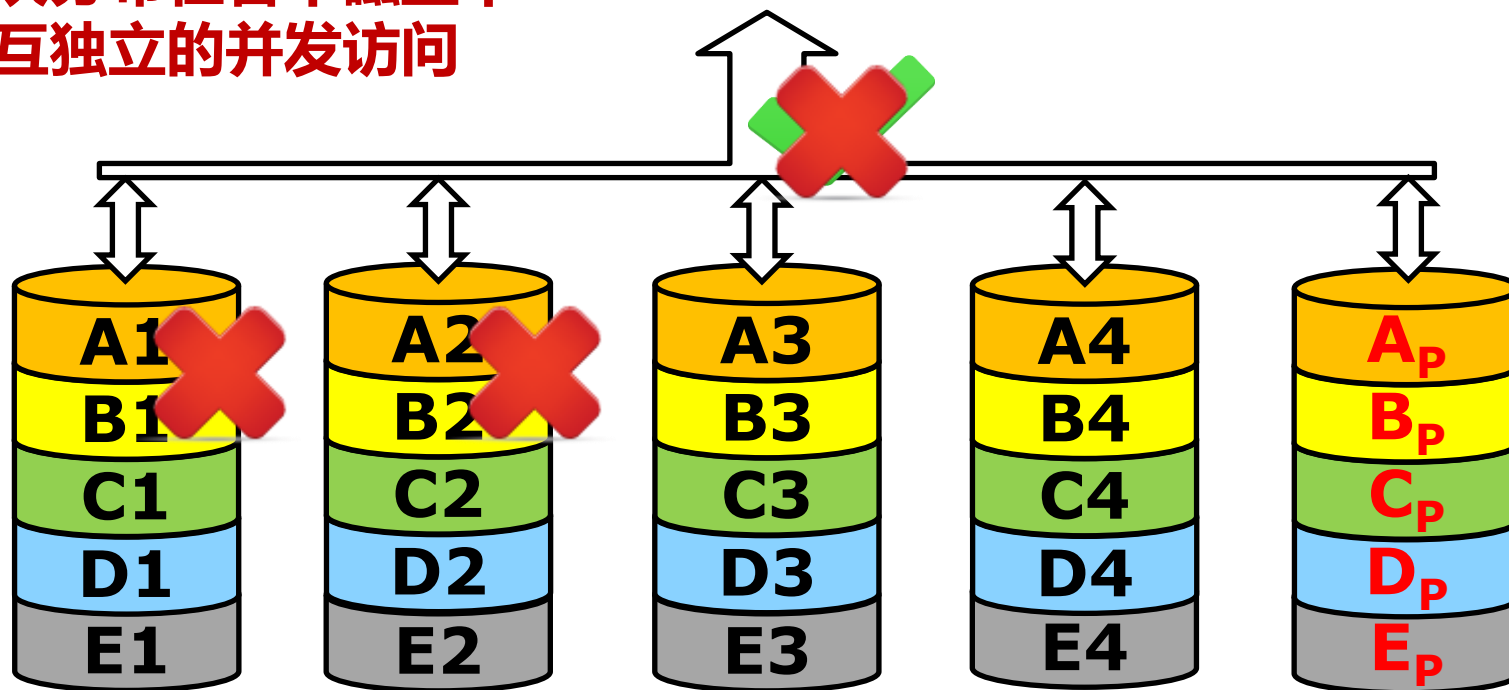 互独立的并发访问
A1 A2 A3 A4 AP
B1 B2 B3 B4 BP
C1 C2 C3 C4 CP
D1 D2 D3 D4 DP
E1 E2 E3 E4 EP